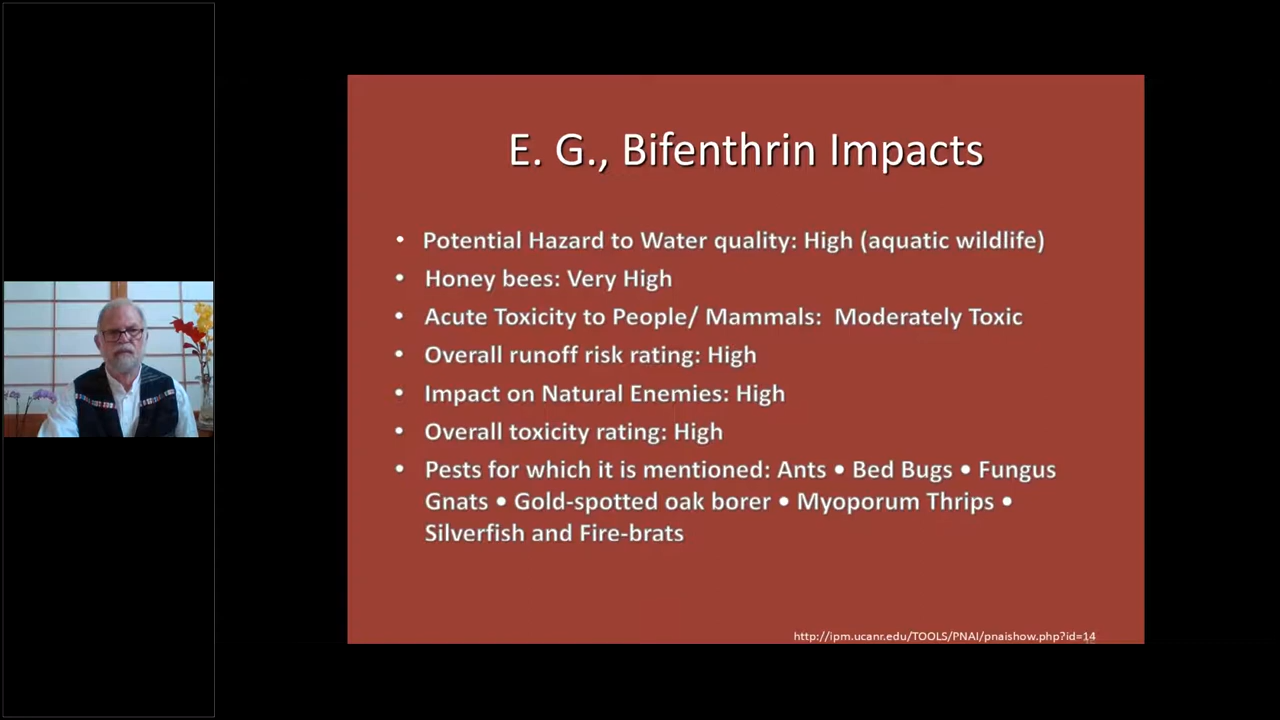 E. G., Bifenthrin Impacts
• Potential Hazard to Water quality: High (aquatic wildlife)
• Honey bees: Very High
• Acute Toxicity to People/ Mammals:  Moderately Toxic
• Overall runoff risk rating: High
• Impact on Natural Enemies: High
• Overall toxicity rating: High
• Pests for which it is mentioned: Ants • Bed Bugs • Fungus
Gnats • Gold-spotted oak borer • Myoporum Thrips •
Silverfish and Fire-brats
http://ipm.ucanr.edu/TOOLS/PNAI/pnaishow.php?id=14